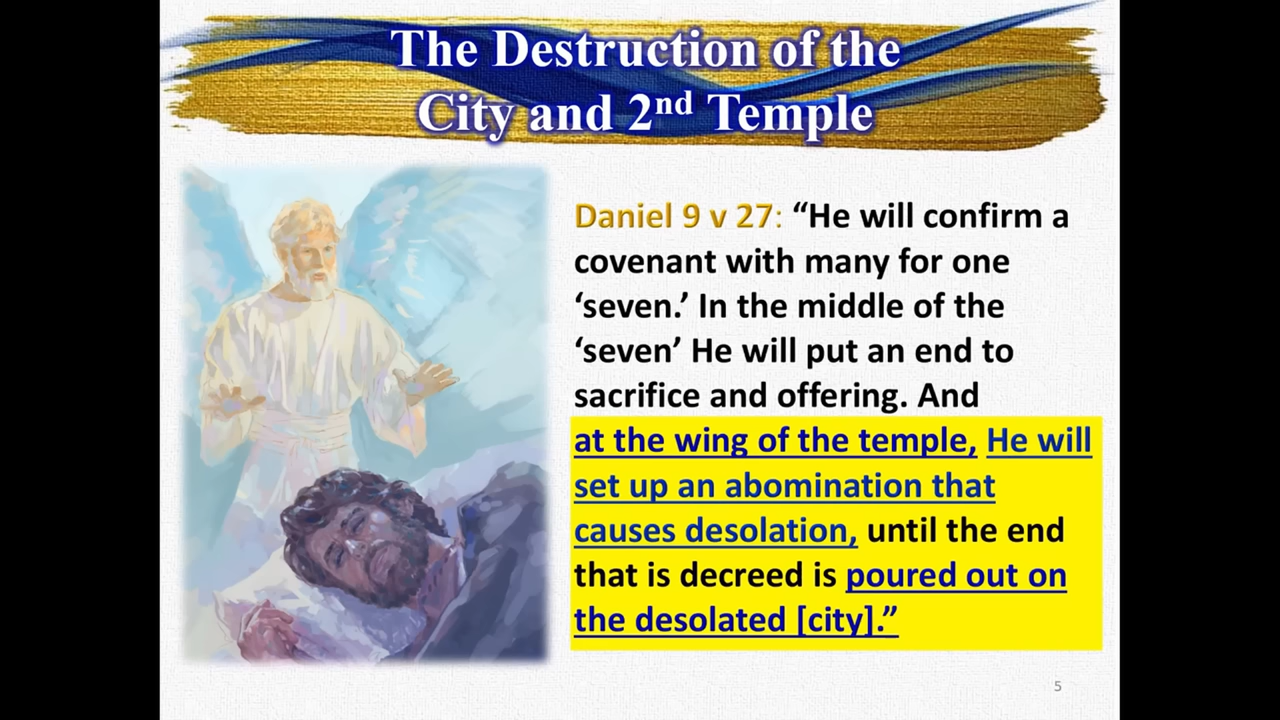 The Destruction of the
City and 2nd Temple
Daniel 9 v 27: “He will confirm a
covenant with many for one
‘seven.’ In the middle of the
‘seven’ He will put an end to
sacrifice and offering. And
at the wing of the temple, He will
set up an abomination that
causes desolation, until the end
that is decreed is poured out on
the desolated [city].”
5